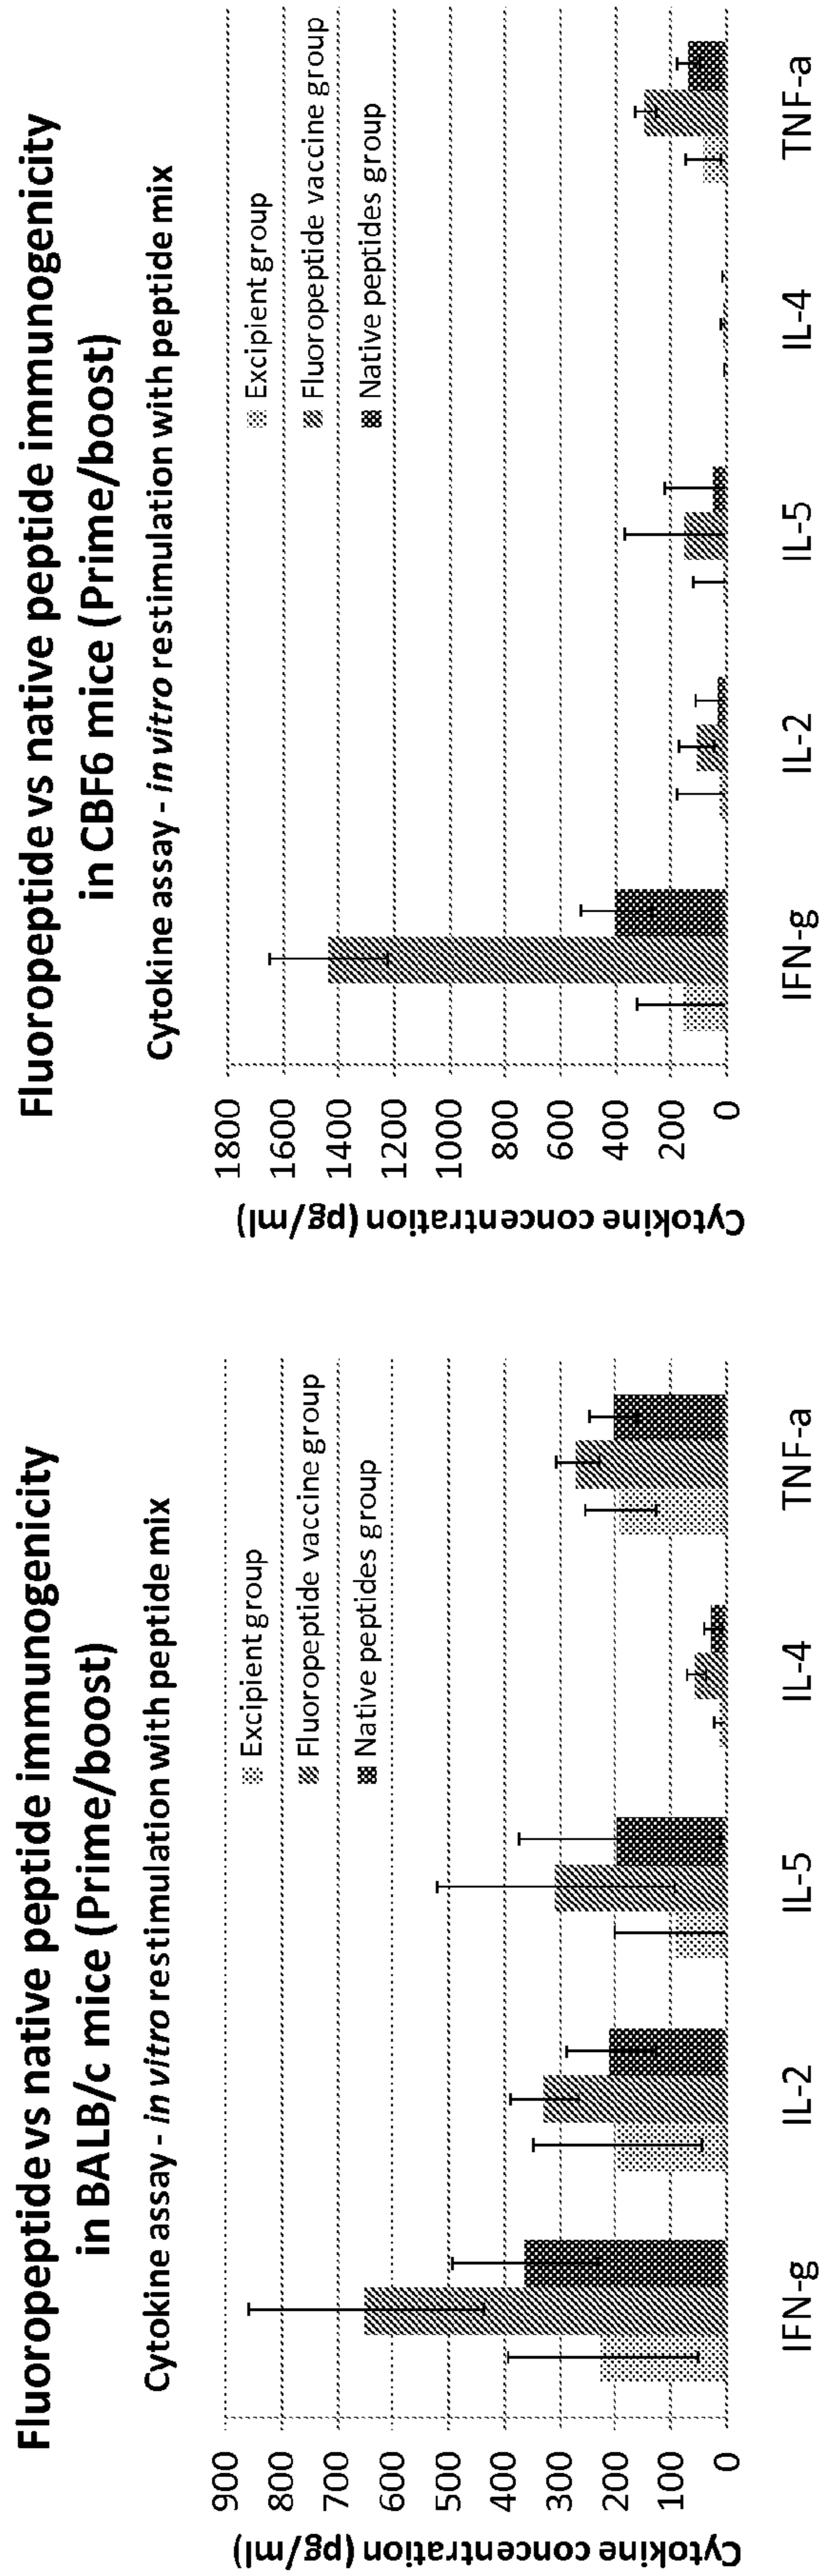 Fluoropeptide vs native peptide immunogenicity
in BALB/c mice (Prime/boost)
Cytokine assay - in vitro restimulation with peptide mix
Cytokine concentration (pg/ml)
900
800
700
600
500
400
300
200
100
0
Excipient group
Fluoropeptide vaccine group
Native peptides group
IFN-g
IL-2
IL-5
IL-4
TNF-a
Fluoropeptide vs native peptide immunogenicity
in CBF6 mice (Prime/boost)
Cytokine assay - in vitro restimulation with peptide mix
Cytokine concentration (pg/ml)
1800
1600
1400
1200
1000
800
600
400
200
0
Excipient group
Fluoropeptide vaccine group
Native peptides group
IFN-g
IL-2
IL-5
IL-4
TNF-a